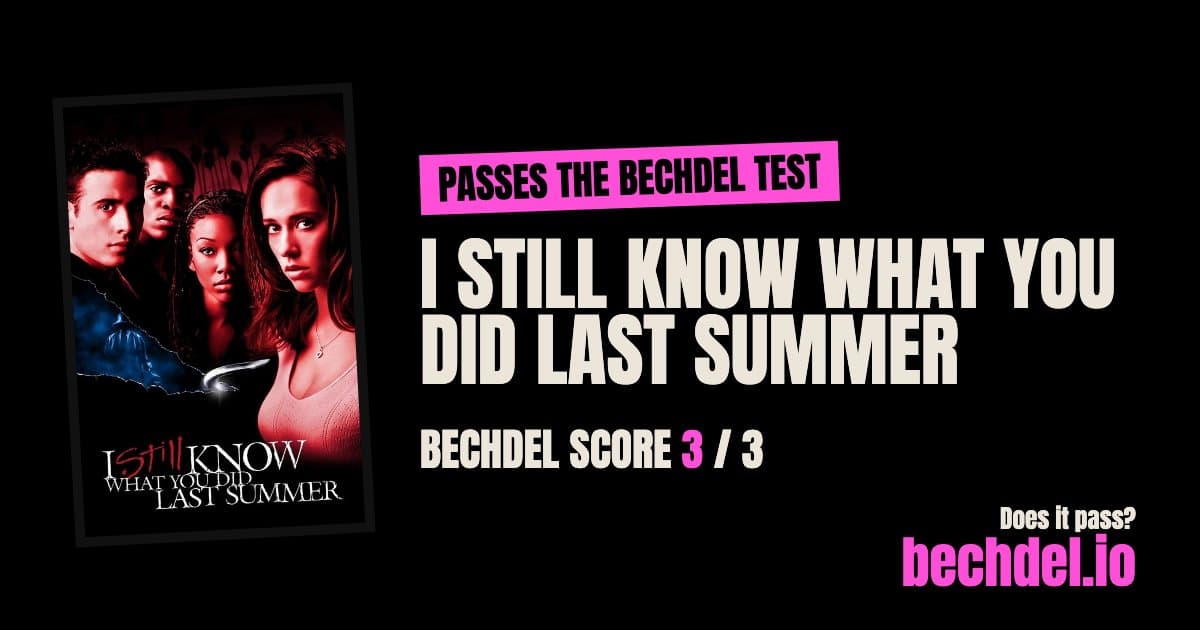 PASSES THE BECHDEL TEST
I STILL KNOW WHAT YOU
DID LAST SUMMER
BECHDEL SCORE 3 / 3
I Still KNOW
WHAT YOU DID
LAST SUMMER
Does it pass?
bechdel.io